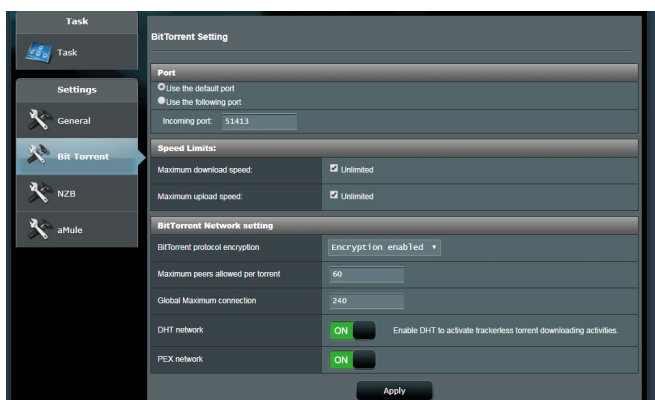 Task
Task
Settings
General
Bit Torrent
NZB
aMule
BitTorrent Setting
Port
Use the default port
Use the following port
Incoming port: 51413
Speed Limits:
Maximum download speed: Unlimited
Maximum upload speed: Unlimited
BitTorrent Network setting
BitTorrent protocol encryption Encryption enabled
Maximum peers allowed per torrent 60
Global Maximum connection 240
DHT network ON Enable DHT to activate trackerless torrent downloading activities.
PEX network ON
Apply